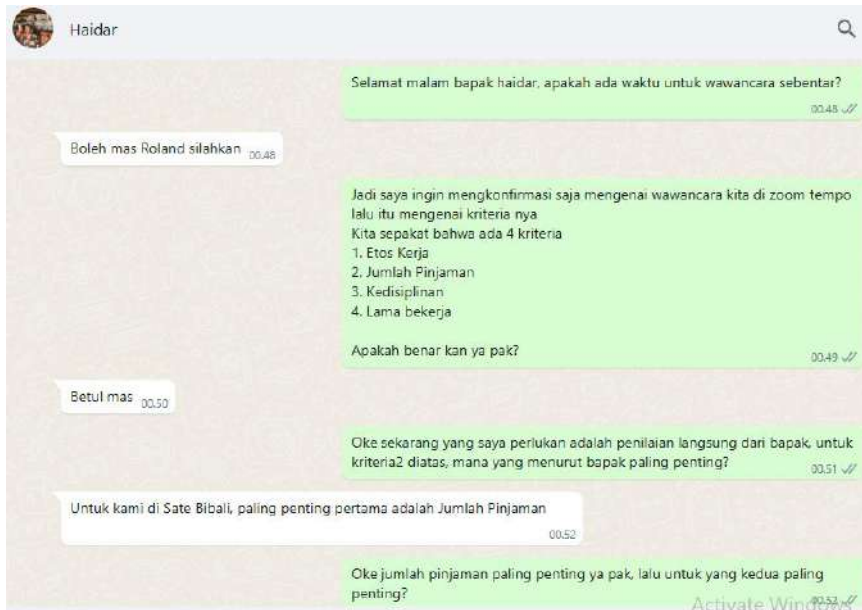 Haidar
Selamat malam bapak haidar, apakah ada waktu untuk wawancara sebentar?
00.48
Boleh mas Roland silahkan 00.48
Jadi saya ingin mengkonfirmasi saja mengenai wawancara kita di zoom tempo
lalu itu mengenai kriteria nya
Kita sepakat bahwa ada 4 kriteria
1. Etos Kerja
2. Jumlah Pinjaman
3. Kedisiplinan
4. Lama bekerja
Apakah benar kan ya pak?
00.49
Betul mas 00.50
Oke sekarang yang saya perlukan adalah penilaian langsung dari bapak, untuk
kriteria2 diatas, mana yang menurut bapak paling penting?
00.51
Untuk kami di Sate Bibali, paling penting pertama adalah Jumlah Pinjaman
00.52
Oke jumlah pinjaman paling penting ya pak, lalu untuk yang kedua paling
penting?
00.52
Activate Windows